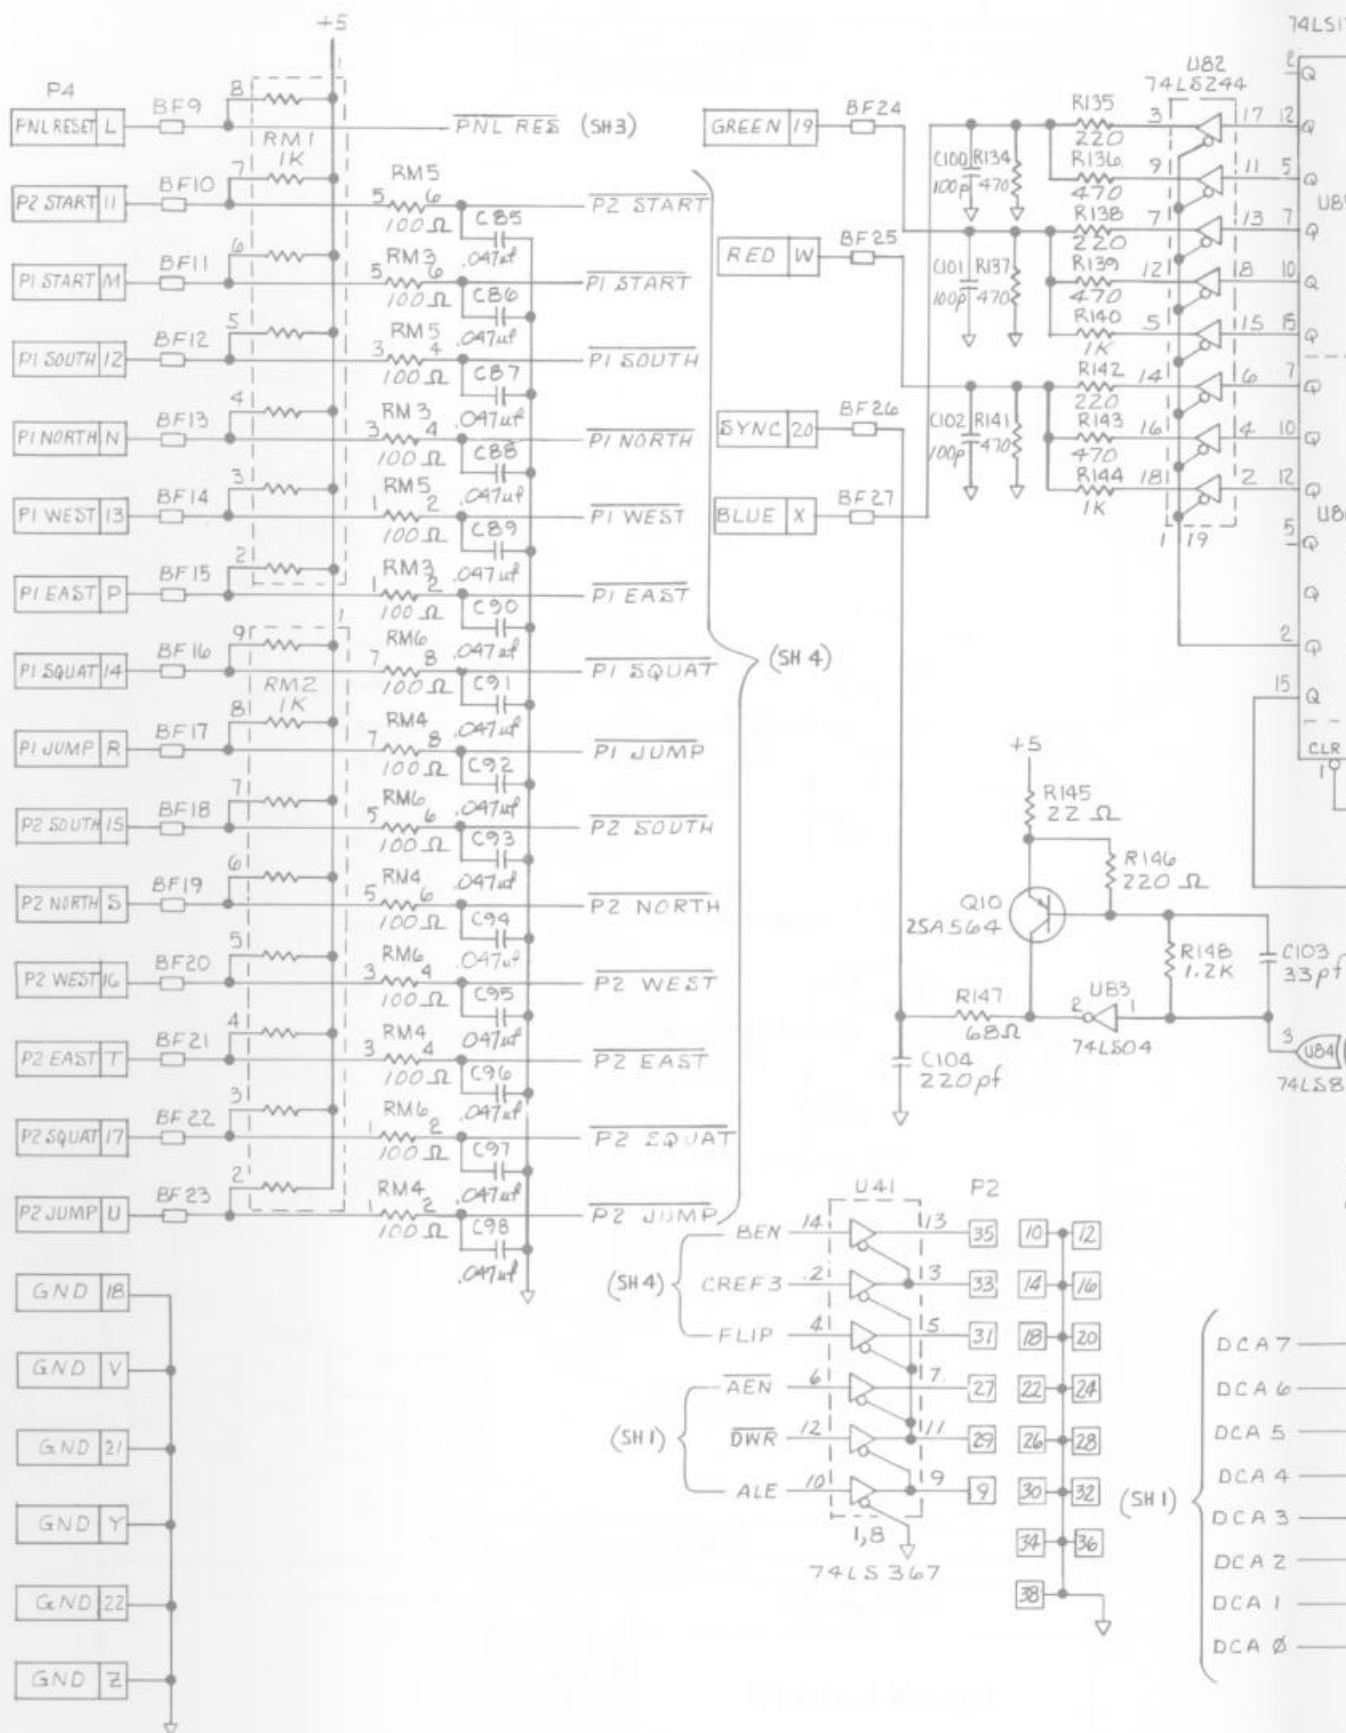 +5
P4
PNL RESET L BF9 8 PNL RES (SH3)
RM1
1K
P2 START 11 BF10 7 RM5 5 6 100Ω C85 .047uf P2 START
P1 START M BF11 6 RM3 5 6 100Ω C86 .047uf P1 START
P1 SOUTH 12 BF12 5 RM5 3 4 100Ω C87 .047uf P1 SOUTH
P1 NORTH N BF13 4 RM3 3 4 100Ω C88 .047uf P1 NORTH
P1 WEST 13 BF14 3 RM5 1 2 100Ω C89 .047uf P1 WEST
P1 EAST P BF15 2 RM3 1 2 100Ω C90 .047uf P1 EAST
1
P1 SQUAT 14 BF16 9 RM6 7 8 100Ω C91 .047uf P1 SQUAT
RM2
1K
P1 JUMP R BF17 8 RM4 7 8 100Ω C92 .047uf P1 JUMP
P2 SOUTH 15 BF18 7 RM6 5 6 100Ω C93 .047uf P2 SOUTH
P2 NORTH S BF19 6 RM4 5 6 100Ω C94 .047uf P2 NORTH
P2 WEST 16 BF20 5 RM6 3 4 100Ω C95 .047uf P2 WEST
P2 EAST T BF21 4 RM4 3 4 100Ω C96 .047uf P2 EAST
P2 SQUAT 17 BF22 3 RM6 1 2 100Ω C97 .047uf P2 SQUAT
P2 JUMP U BF23 2 RM4 1 2 100Ω C98 .047uf P2 JUMP
(SH 4)
GND 18
GND V
GND 21
GND Y
GND 22
GND Z
GREEN 19 BF24
RED W BF25
SYNC 20 BF26
BLUE X BF27
C100 100p R134 470
C101 100p R137 470
C102 100p R141 470
U82
74LS244
R135 220 3 17 12 Q
R136 470 9 11 5 Q
R138 220 7 13 7 Q
R139 470 12 8 10 Q
R140 1K 5 15 15 Q
R142 220 14 6 7 Q
R143 470 16 4 10 Q
R144 1K 18 2 12 Q
1 19
2 Q
5 Q
Q
2 Q
15 Q
CLR
1
+5
R145
22 Ω
R146
220 Ω
Q10
2SA564
R148
1.2K
C103
33pf
R147
68Ω
2 U83 1
74LS04
3 U84
C104
220pf
U41 P2
(SH4)
BEN 14 13 35 10 12
CREF3 2 3 33 14 16
FLIP 4 5 31 18 20
(SH1)
AEN 6 7 27 22 24
DWR 12 11 29 26 28
ALE 10 9 9 30 32
1,8 34 36
74LS367
38
(SH1)
DCA 7
DCA 6
DCA 5
DCA 4
DCA 3
DCA 2
DCA 1
DCA Ø